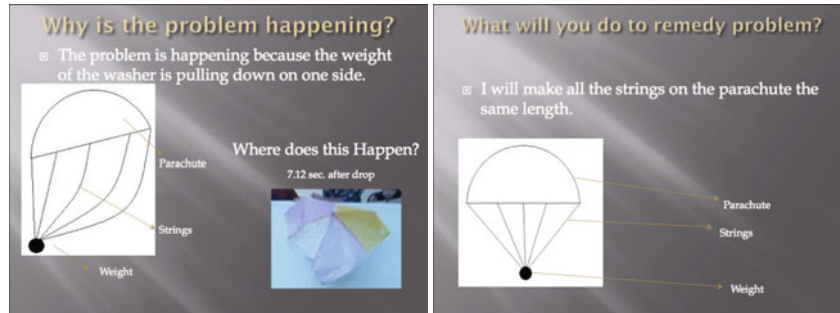 Why is the problem happening?
The problem is happening because the weight
of the washer is pulling down on one side.
Parachute
Strings
Weight
Where does this Happen?
7.12 sec. after drop
What will you do to remedy problem?
I will make all the strings on the parachute the
same length.
Parachute
Strings
Weight